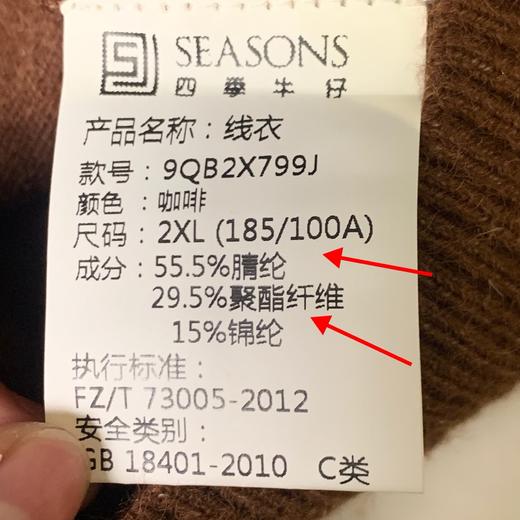 SEASONS
四季牛仔
产品名称：线衣
款号：9QB2X799J
颜色：咖啡
尺码：2XL (185/100A)
成分：55.5%腈纶
29.5%聚酯纤维
15%锦纶
执行标准：
FZ/T 73005-2012
安全类别：
GB 18401-2010 C类